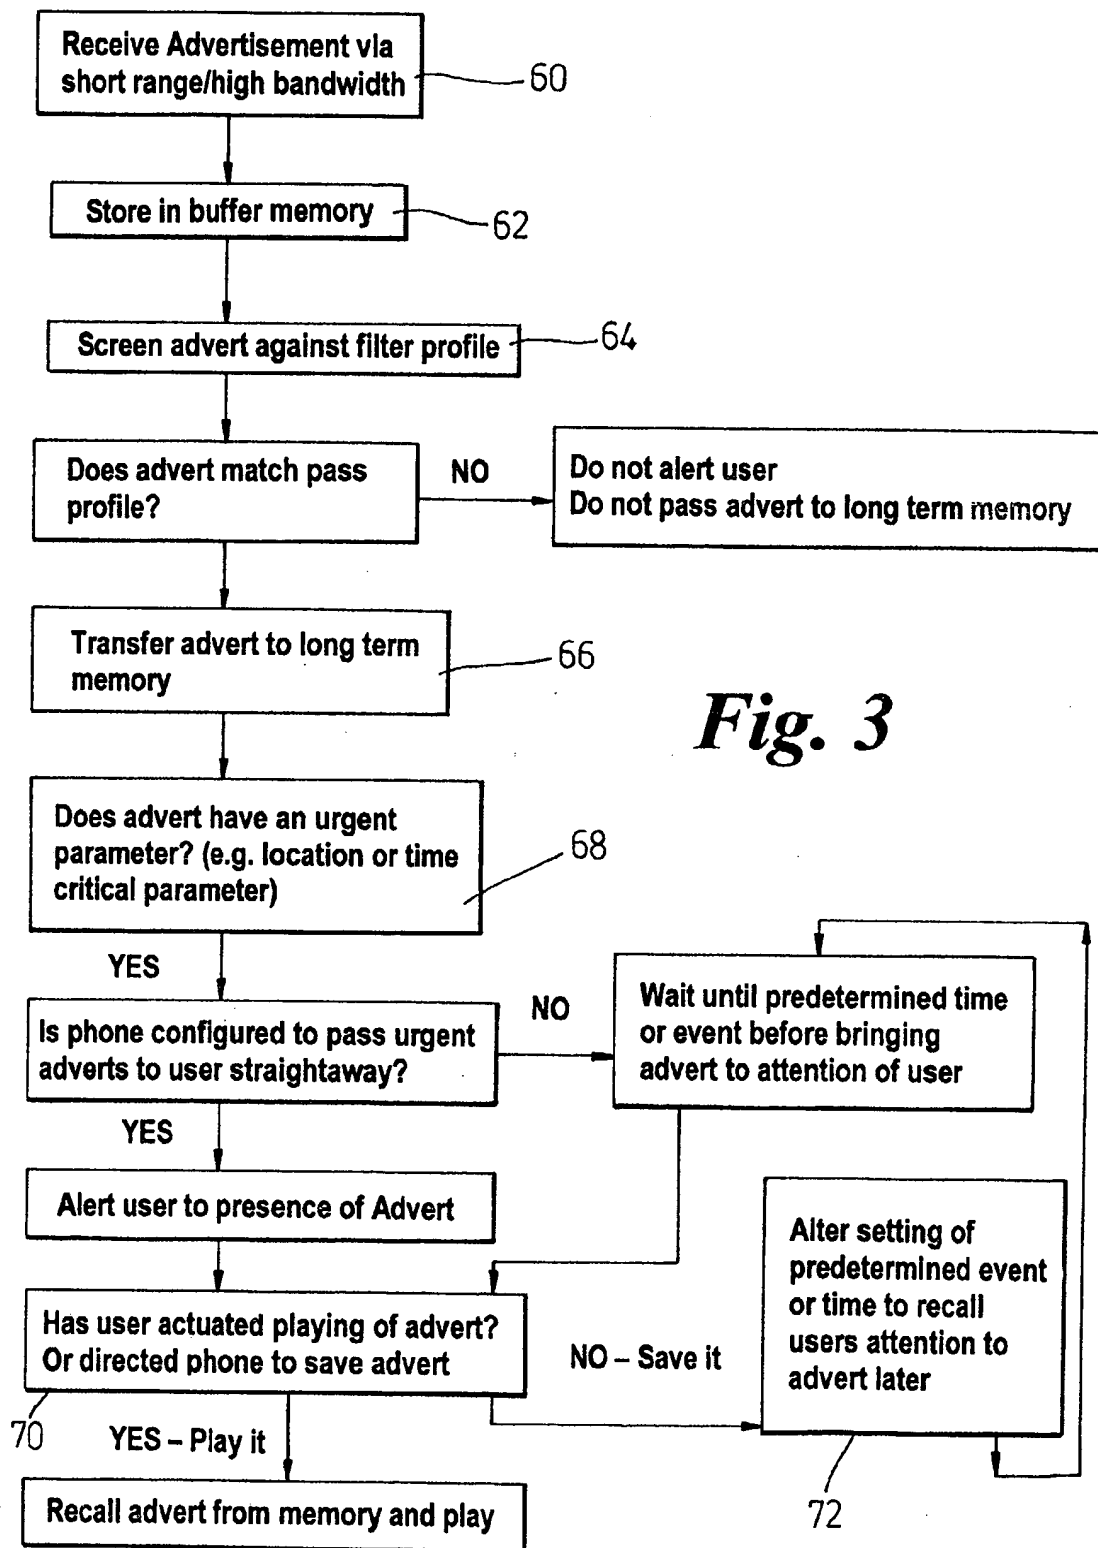 Receive Advertisement via
short range/high bandwidth
60
Store in buffer memory
62
Screen advert against filter profile
64
Does advert match pass
profile?
NO
Do not alert user
Do not pass advert to long term memory
Transfer advert to long term
memory
66
Fig. 3
Does advert have an urgent
parameter? (e.g. location or time
critical parameter)
68
YES
Is phone configured to pass urgent
adverts to user straightaway?
NO
Wait until predetermined time
or event before bringing
advert to attention of user
YES
Alert user to presence of Advert
Has user actuated playing of advert?
Or directed phone to save advert
70
NO – Save it
Alter setting of
predetermined event
or time to recall
users attention to
advert later
72
YES – Play it
Recall advert from memory and play